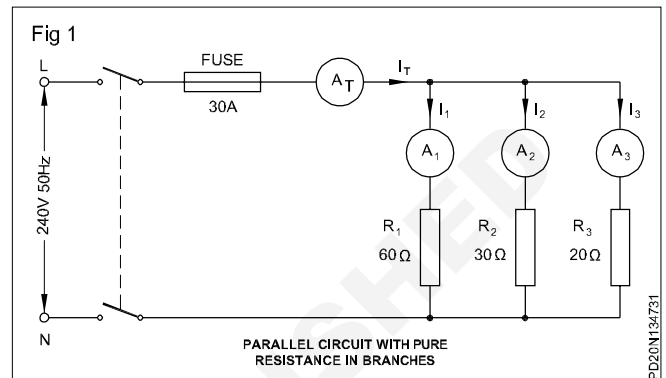 Fig 1
L
FUSE
30A
A_T
I_T
I_1
I_2
I_3
A_1
A_2
A_3
240V 50Hz
R_1
60Ω
R_2
30Ω
R_3
20Ω
N
PARALLEL CIRCUIT WITH PURE
RESISTANCE IN BRANCHES
PD20N134731
SHED